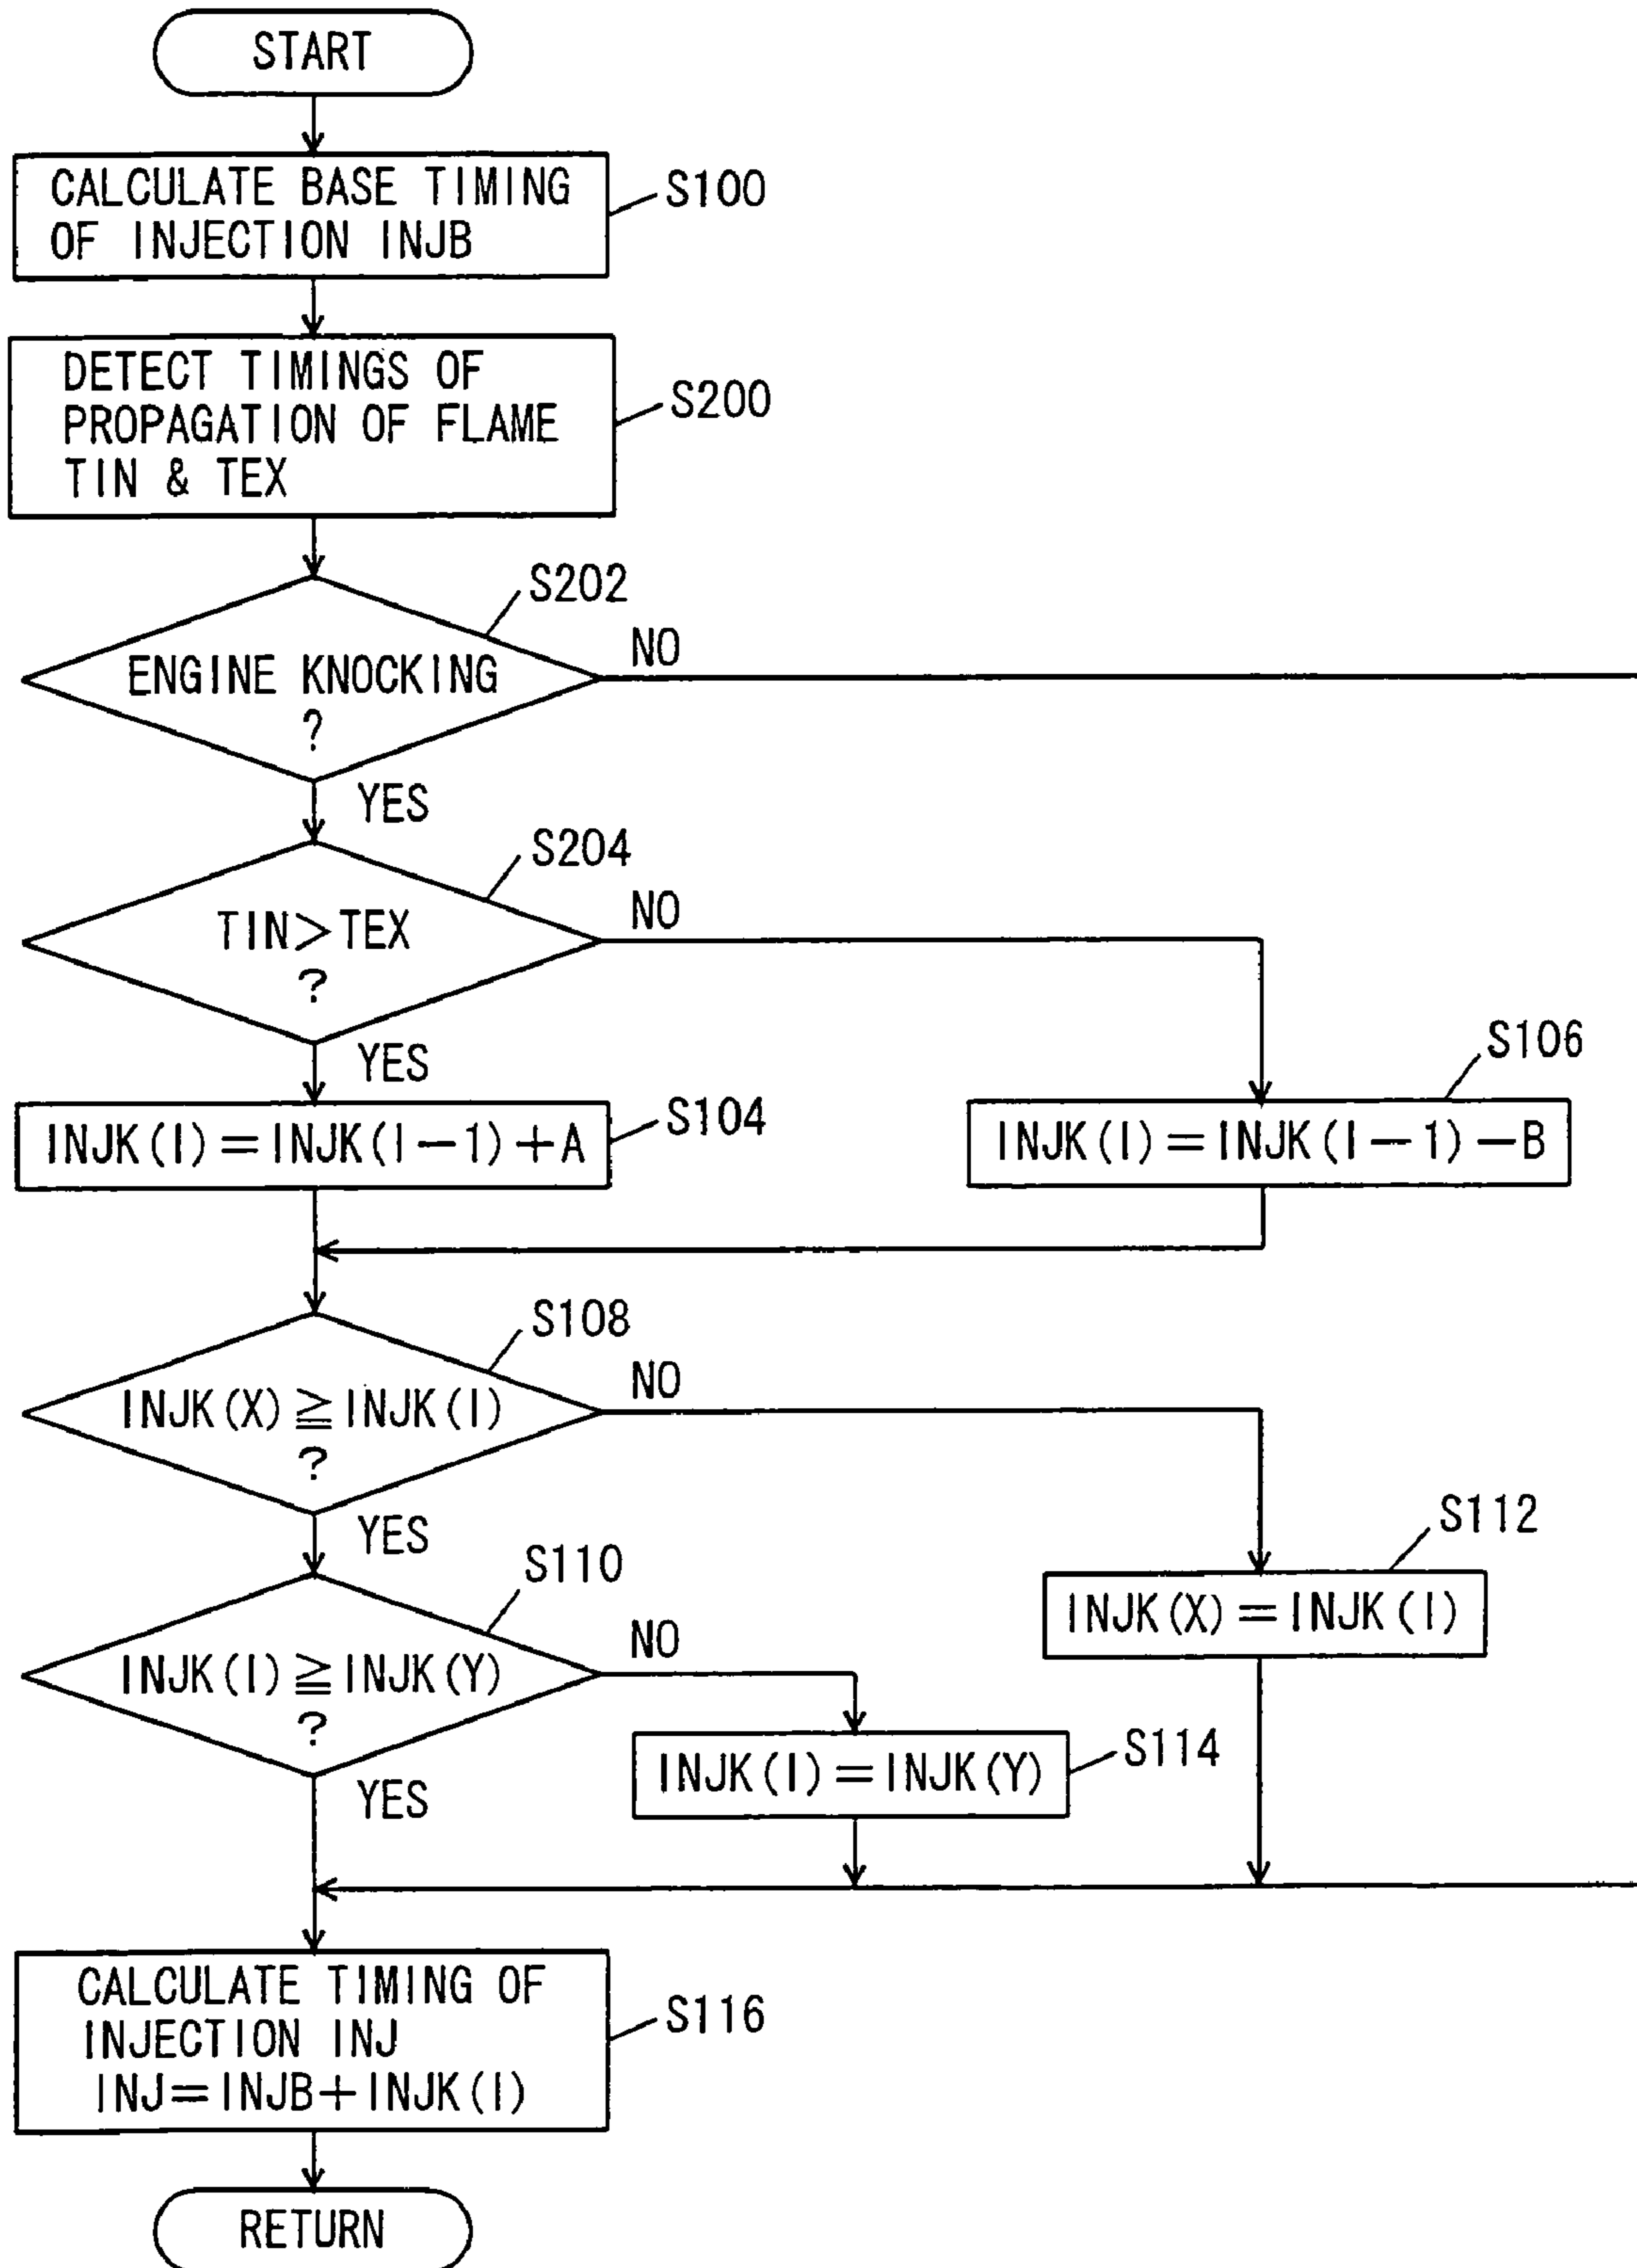 START
CALCULATE BASE TIMING
OF INJECTION INJB
S100
DETECT TIMINGS OF
PROPAGATION OF FLAME
TIN & TEX
S200
S202
ENGINE KNOCKING
?
NO
YES
S204
TIN>TEX
?
NO
YES
S106
INJK(I)=INJK(I-1)+A
S104
INJK(I)=INJK(I-1)-B
S108
INJK(X)≧INJK(I)
?
NO
YES
S112
S110
INJK(X)=INJK(I)
INJK(I)≧INJK(Y)
?
NO
YES
INJK(I)=INJK(Y)
S114
CALCULATE TIMING OF
INJECTION INJ
INJ=INJB+INJK(I)
S116
RETURN